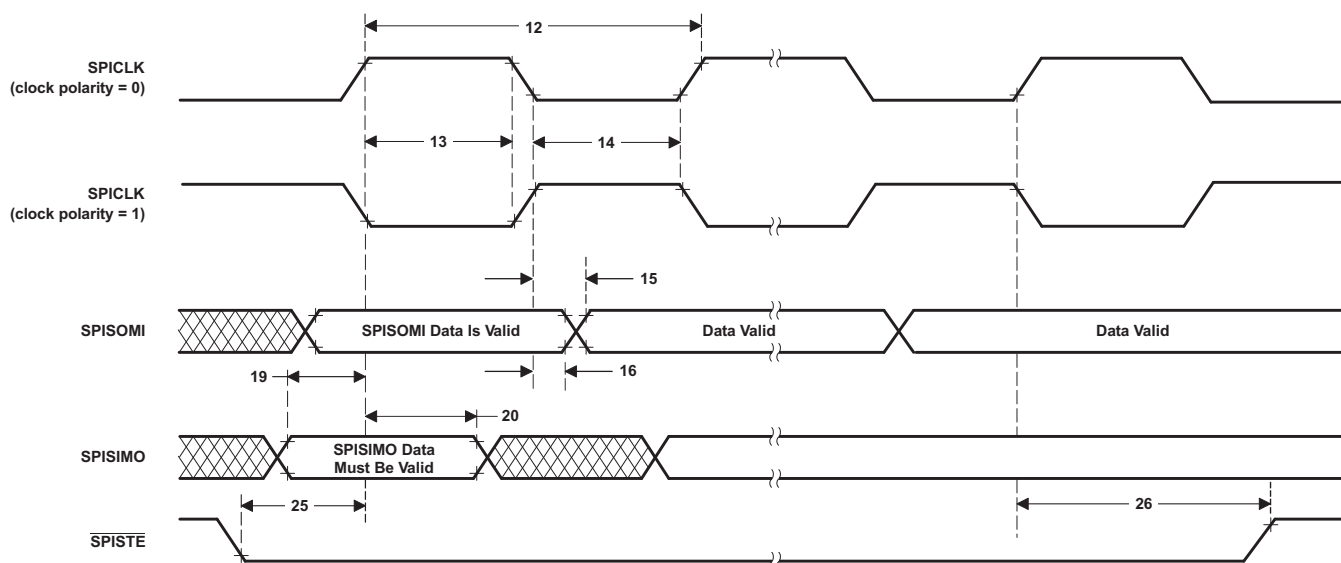 12
SPICLK
(clock polarity = 0)
13
14
SPICLK
(clock polarity = 1)
15
SPISOMI
SPISOMI Data Is Valid
Data Valid
Data Valid
19
16
20
SPISIMO
SPISIMO Data
Must Be Valid
25
26
SPISTE